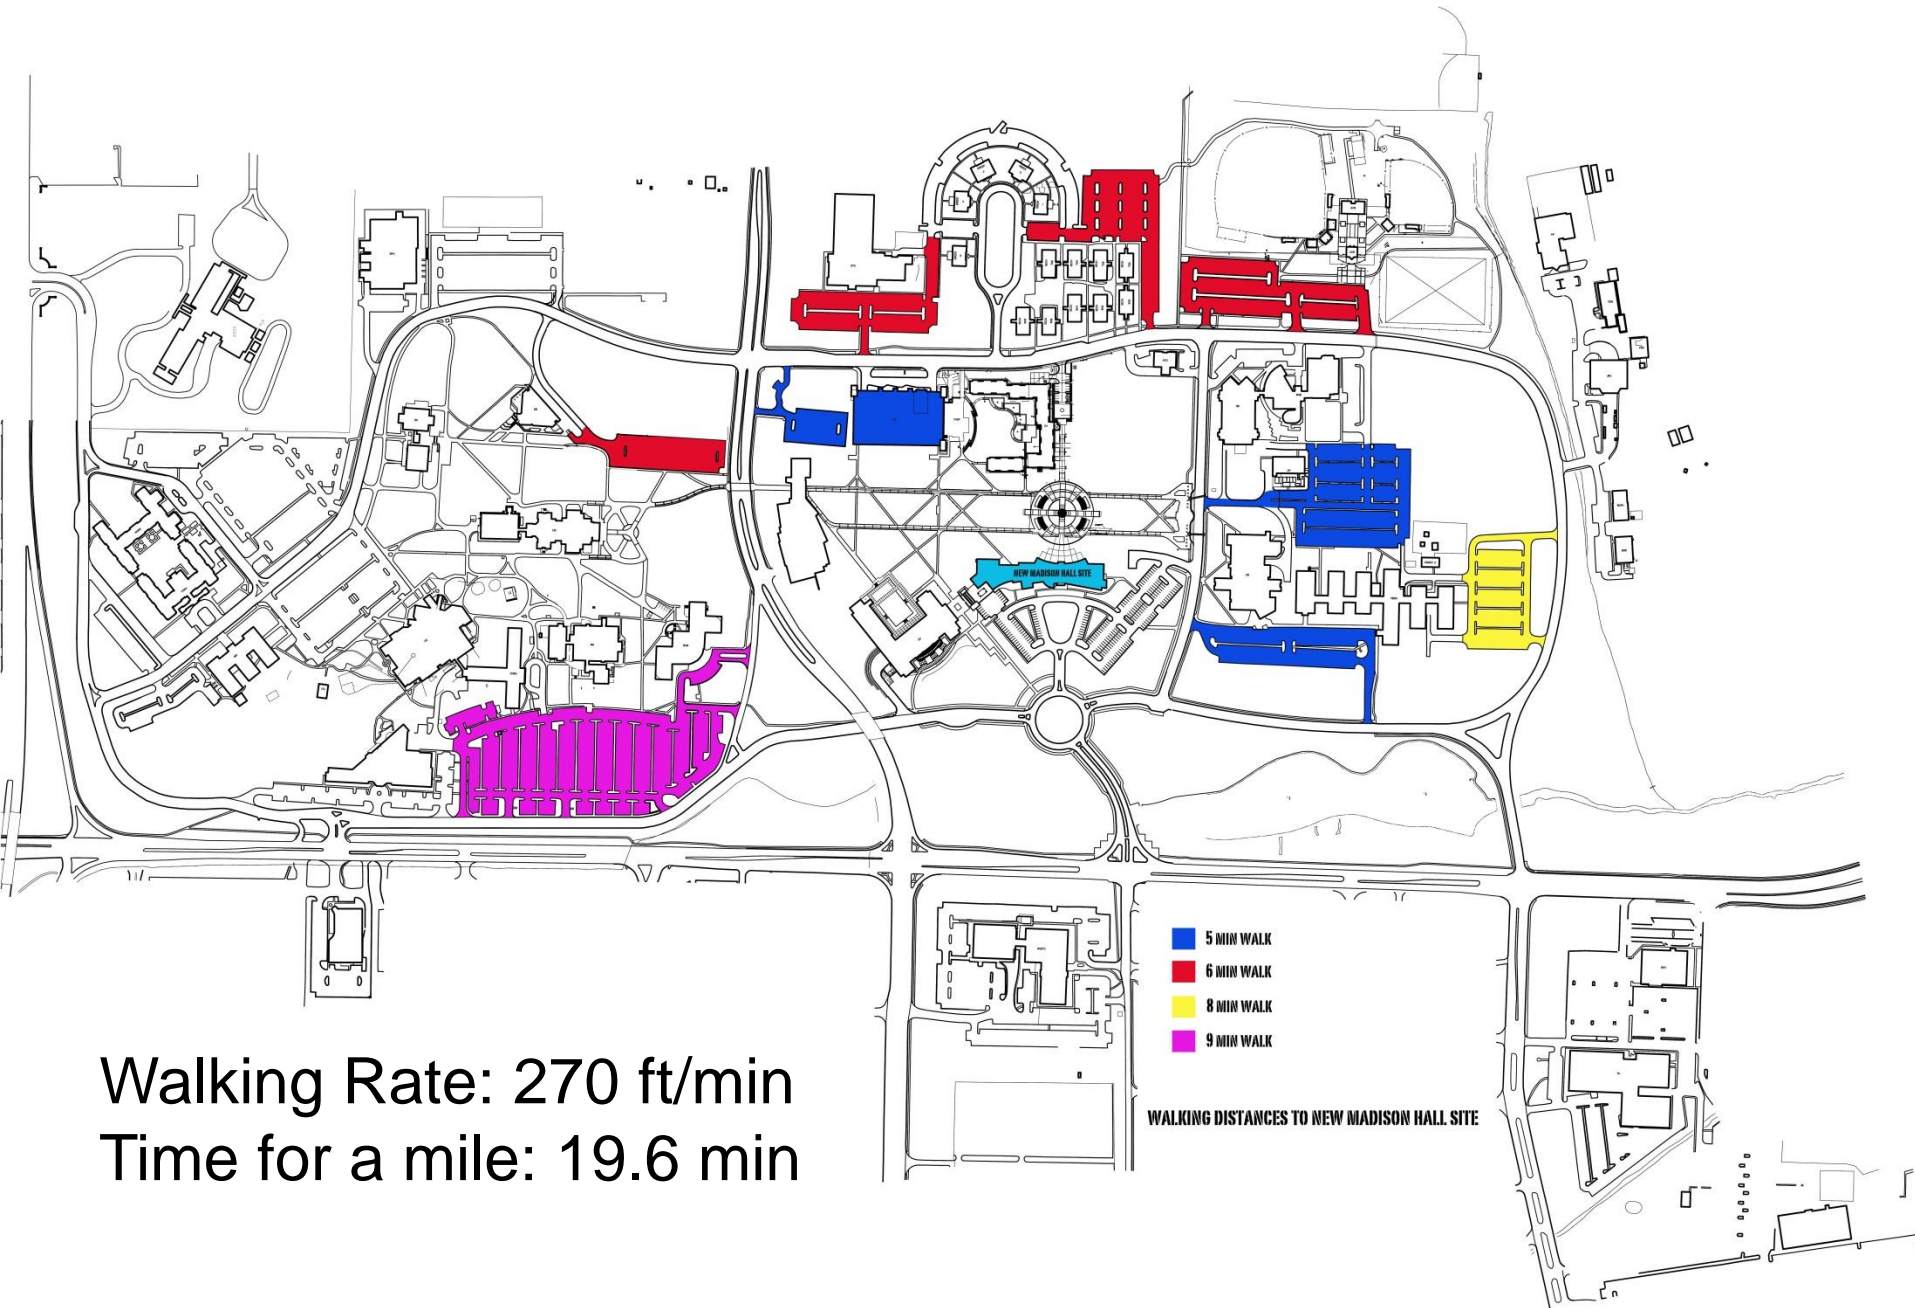 NEW MADISON HALL SITE
5 MIN WALK
6 MIN WALK
8 MIN WALK
9 MIN WALK
Walking Rate: 270 ft/min
Time for a mile: 19.6 min
WALKING DISTANCES TO NEW MADISON HALL SITE